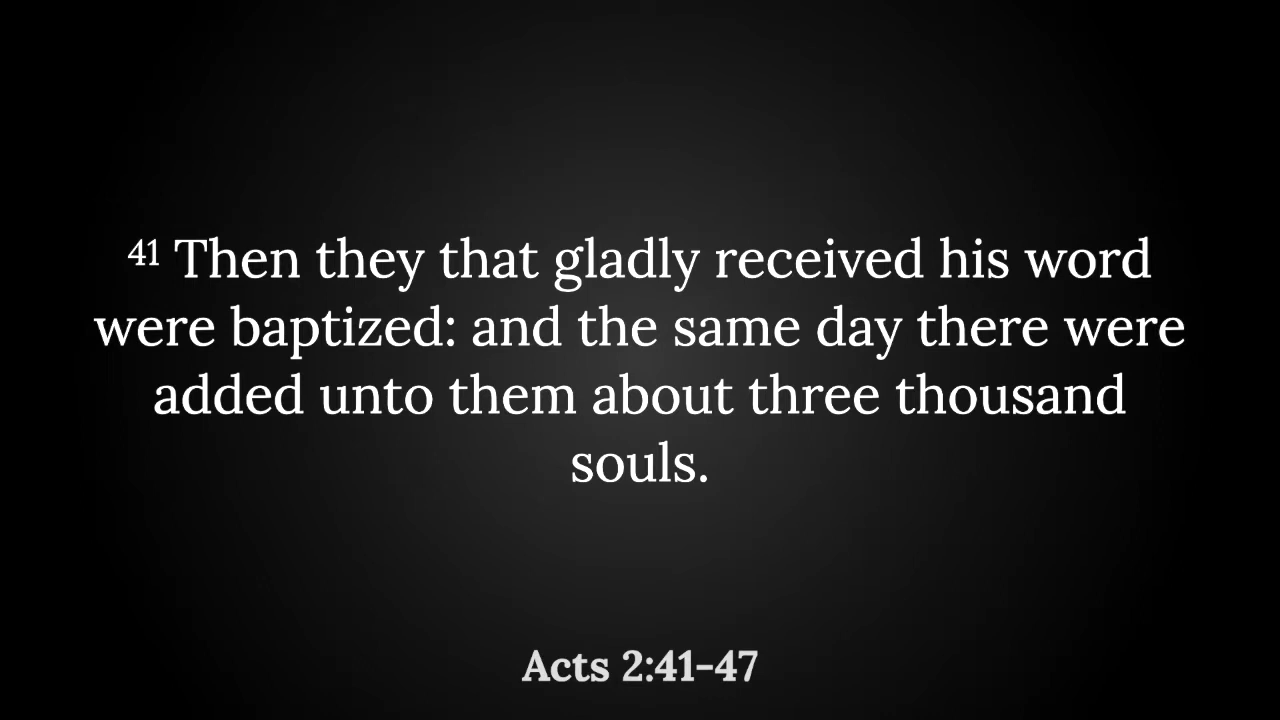 41 Then they that gladly received his word
were baptized: and the same day there were
added unto them about three thousand
souls.
Acts 2:41-47